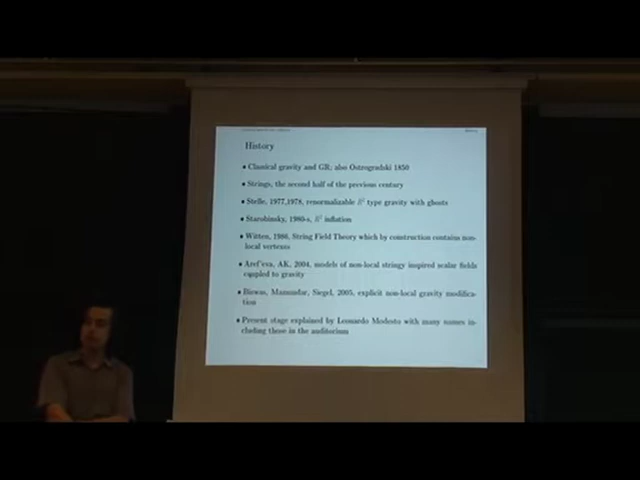 History
• Classical gravity and GR; also Ostrogradski 1850
• Strings, the second half of the previous century
• Stelle, 1977,1978, renormalizable R² type gravity with ghosts
• Starobinsky, 1980-s, R² inflation
• Witten, 1986, String Field Theory which by construction contains non-
local vertexes
• Aref'eva, AK, 2004, models of non-local stringy inspired scalar fields
coupled to gravity
• Biswas, Mazumdar, Siegel, 2005, explicit non-local gravity modifica-
tion
• Present stage explained by Leonardo Modesto with many names in-
cluding those in the auditorium